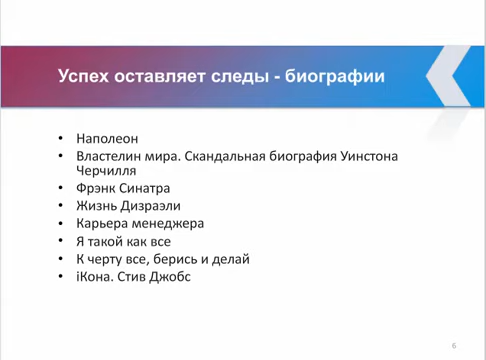 Успех оставляет следы - биографии
• Наполеон
• Властелин мира. Скандальная биография Уинстона
Черчилля
• Фрэнк Синатра
• Жизнь Дизраэли
• Карьера менеджера
• Я такой как все
• К черту все, берись и делай
• iКона. Стив Джобс
6